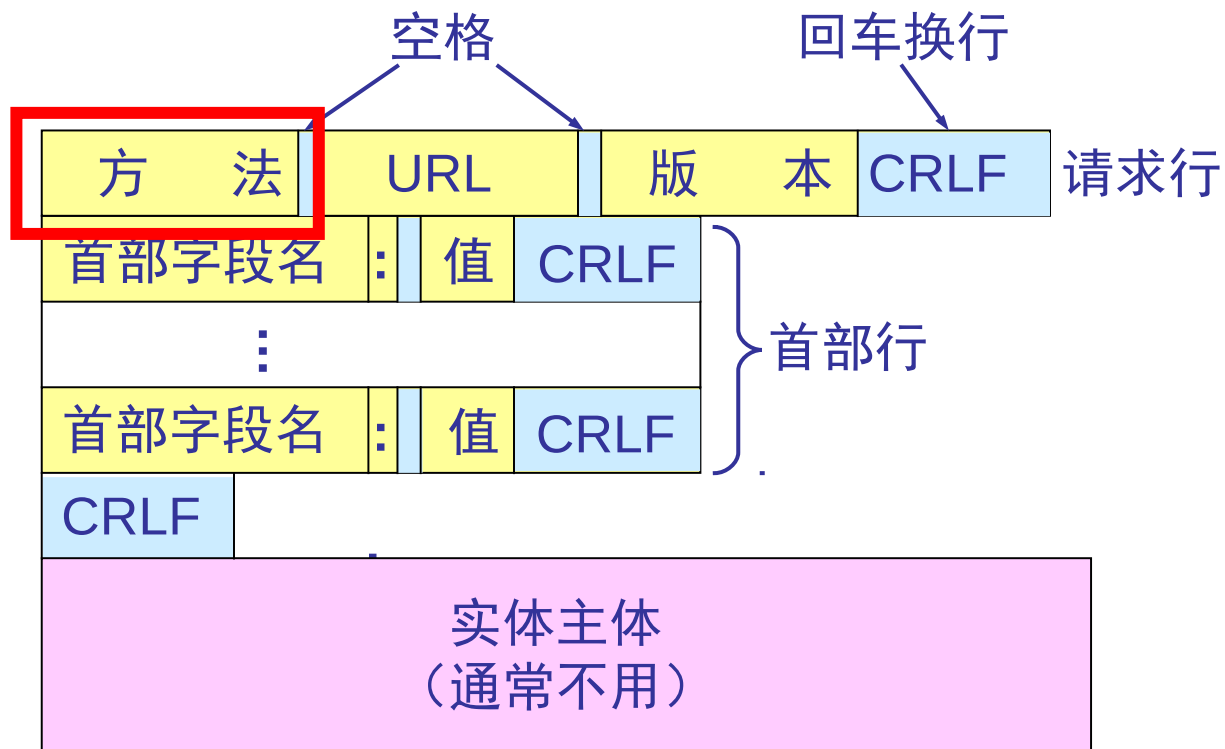 空格 回车换行
方 法 URL 版 本 CRLF 请求行
首部字段名 : 值 CRLF
⋮ 首部行
首部字段名 : 值 CRLF
CRLF
实体主体
（通常不用）